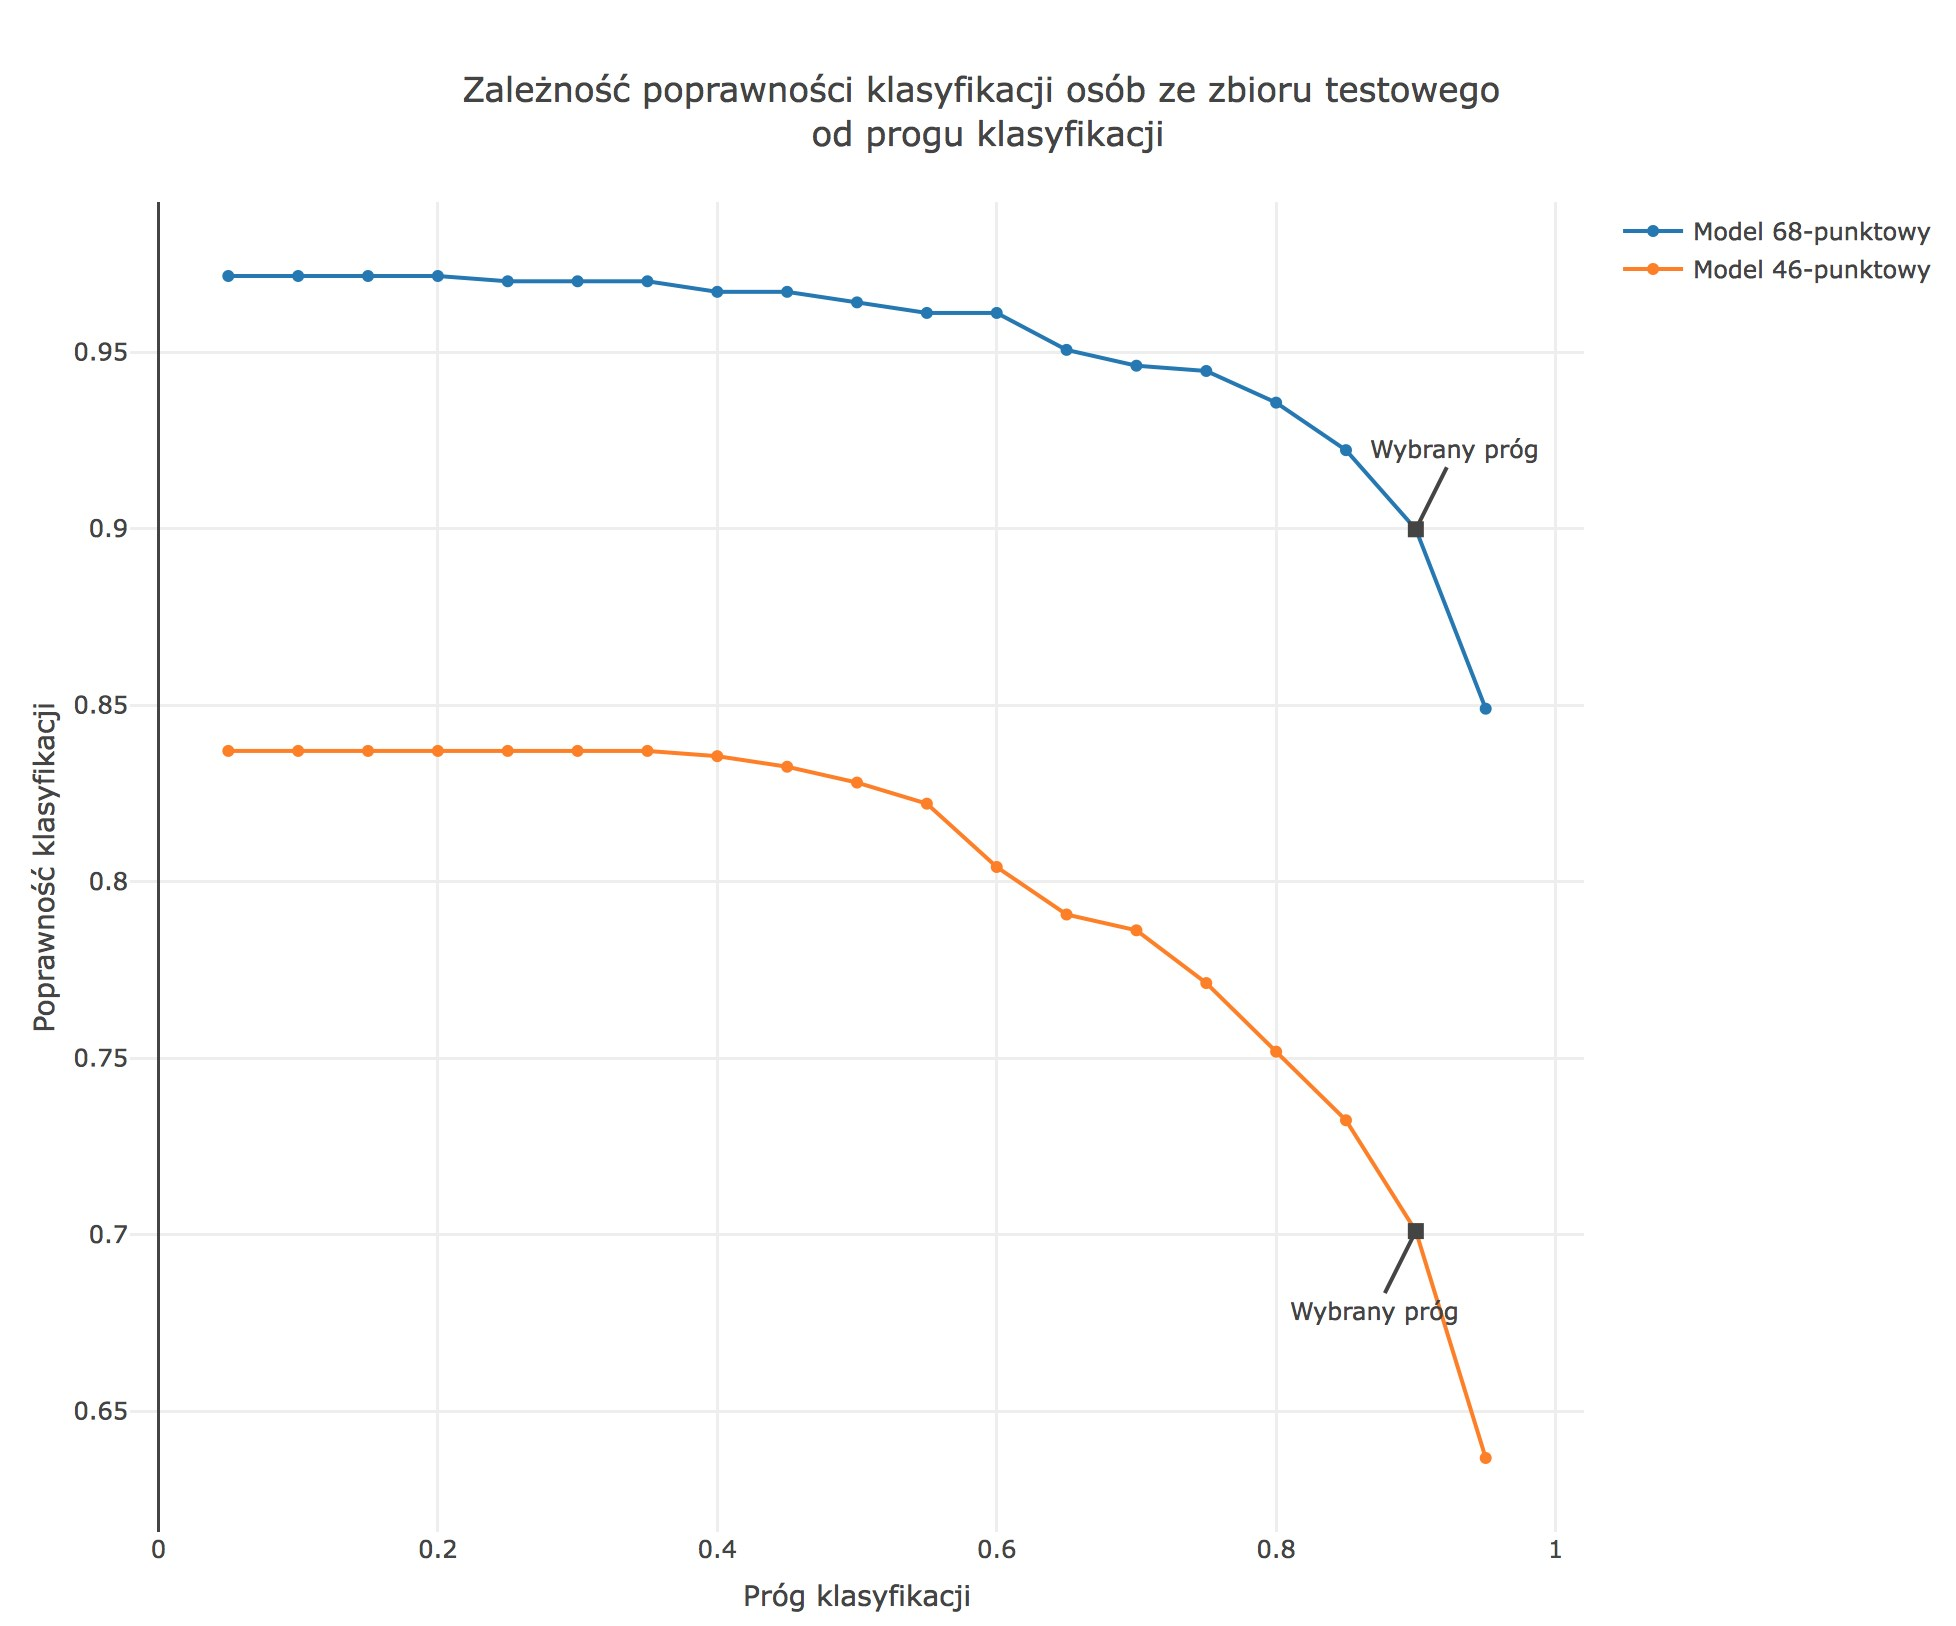 Zależność poprawności klasyfikacji osób ze zbioru testowego
od progu klasyfikacji
Model 68-punktowy
Model 46-punktowy
Poprawność klasyfikacji
0.95
0.9
0.85
0.8
0.75
0.7
0.65
Wybrany próg
Wybrany próg
0
0.2
0.4
0.6
0.8
1
Próg klasyfikacji